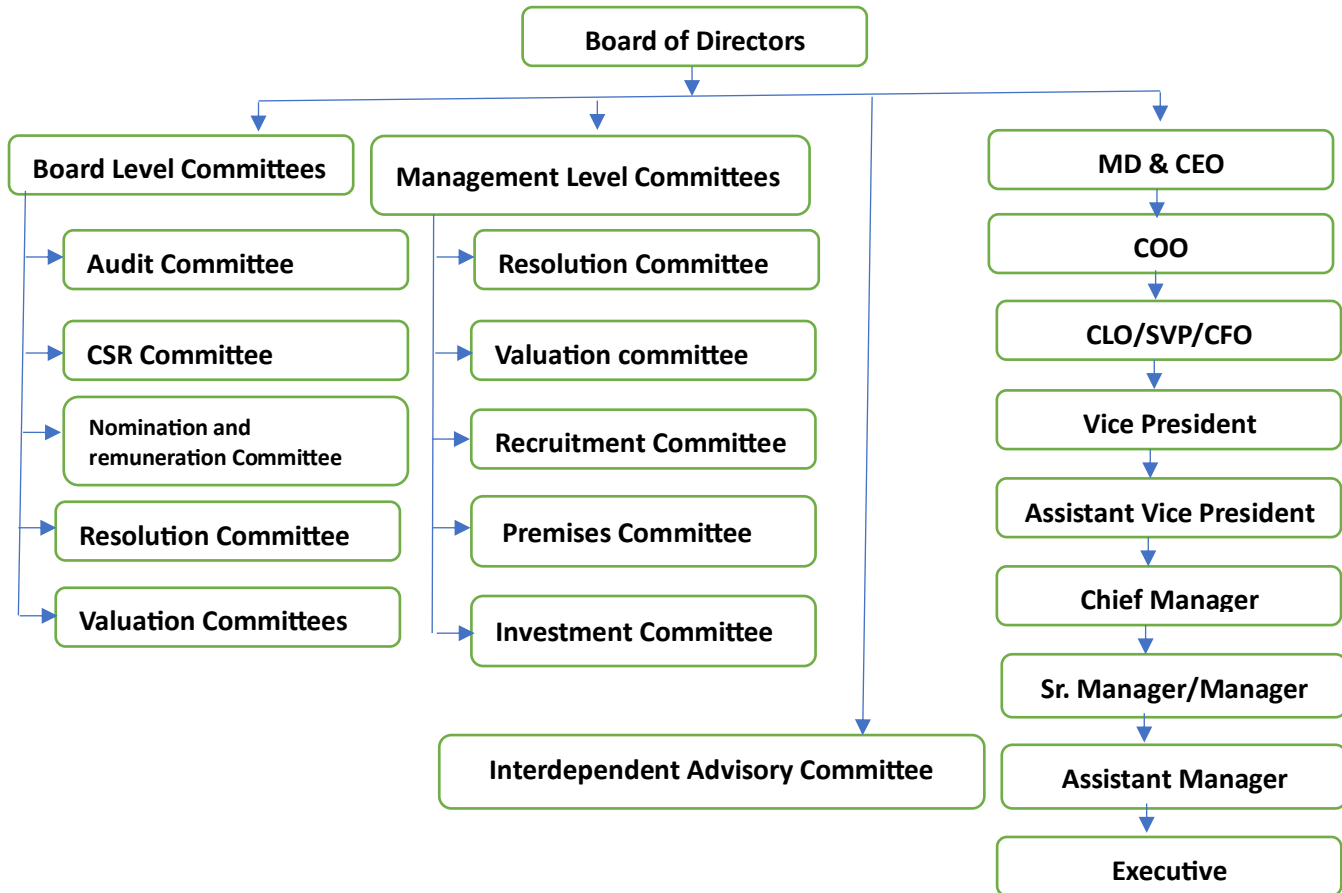 Board of Directors
Board Level Committees
Audit Committee
CSR Committee
Nomination and
remuneration Committee
Resolution Committee
Valuation Committees
Management Level Committees
Resolution Committee
Valuation committee
Recruitment Committee
Premises Committee
Investment Committee
Interdependent Advisory Committee
MD & CEO
COO
CLO/SVP/CFO
Vice President
Assistant Vice President
Chief Manager
Sr. Manager/Manager
Assistant Manager
Executive